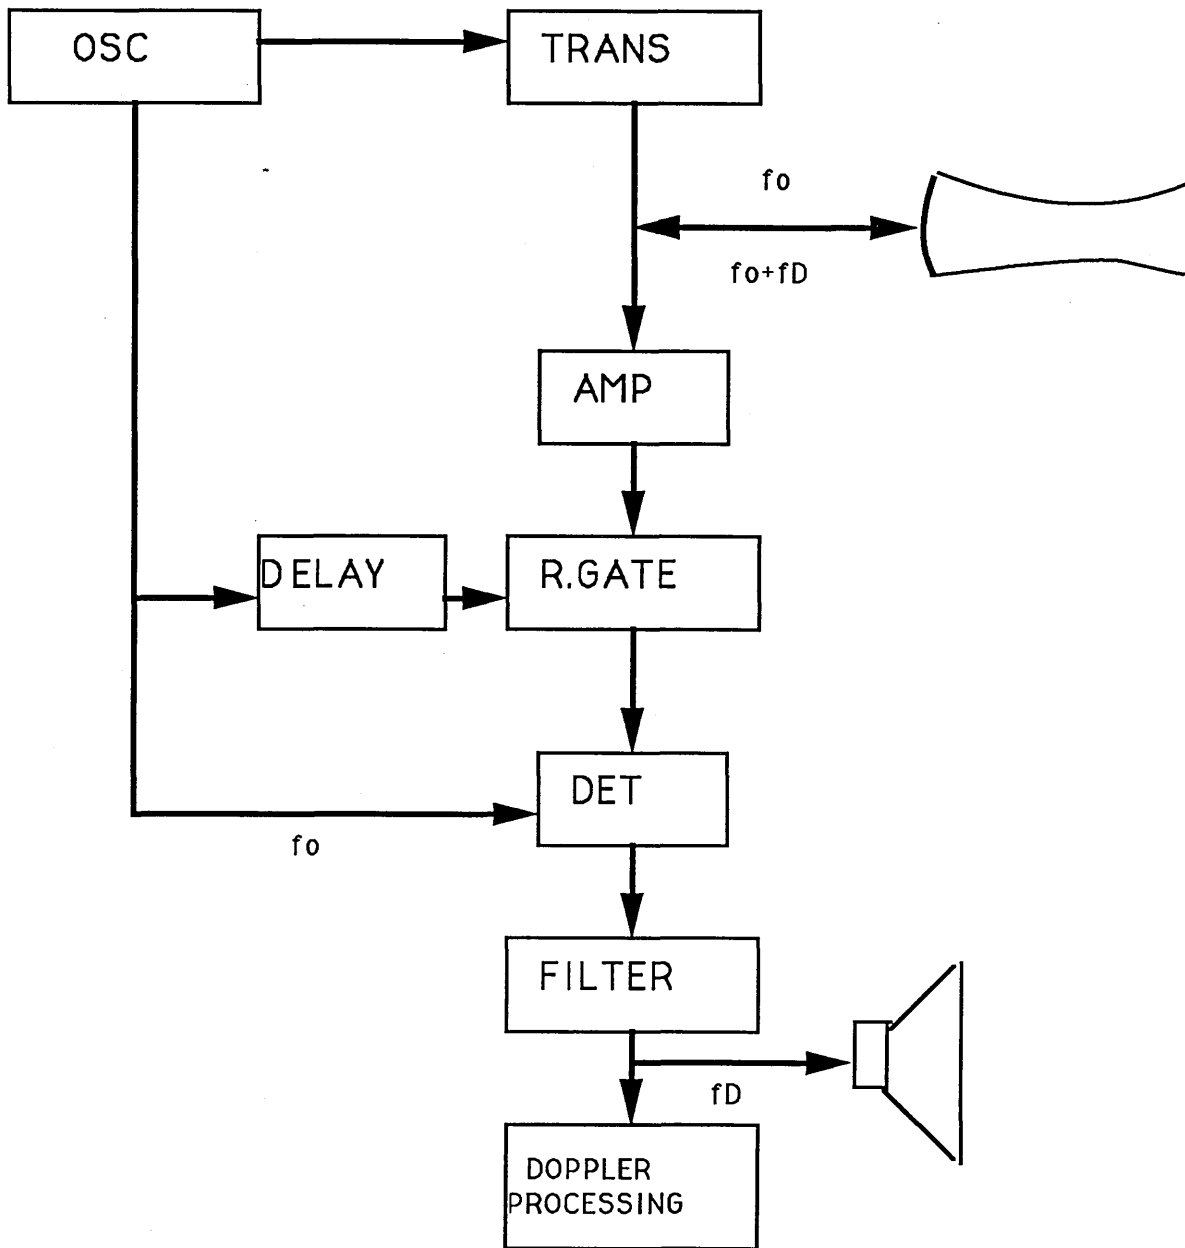 OSC
TRANS
fo
fo+fD
AMP
DELAY
R.GATE
DET
fo
FILTER
fD
DOPPLER
PROCESSING